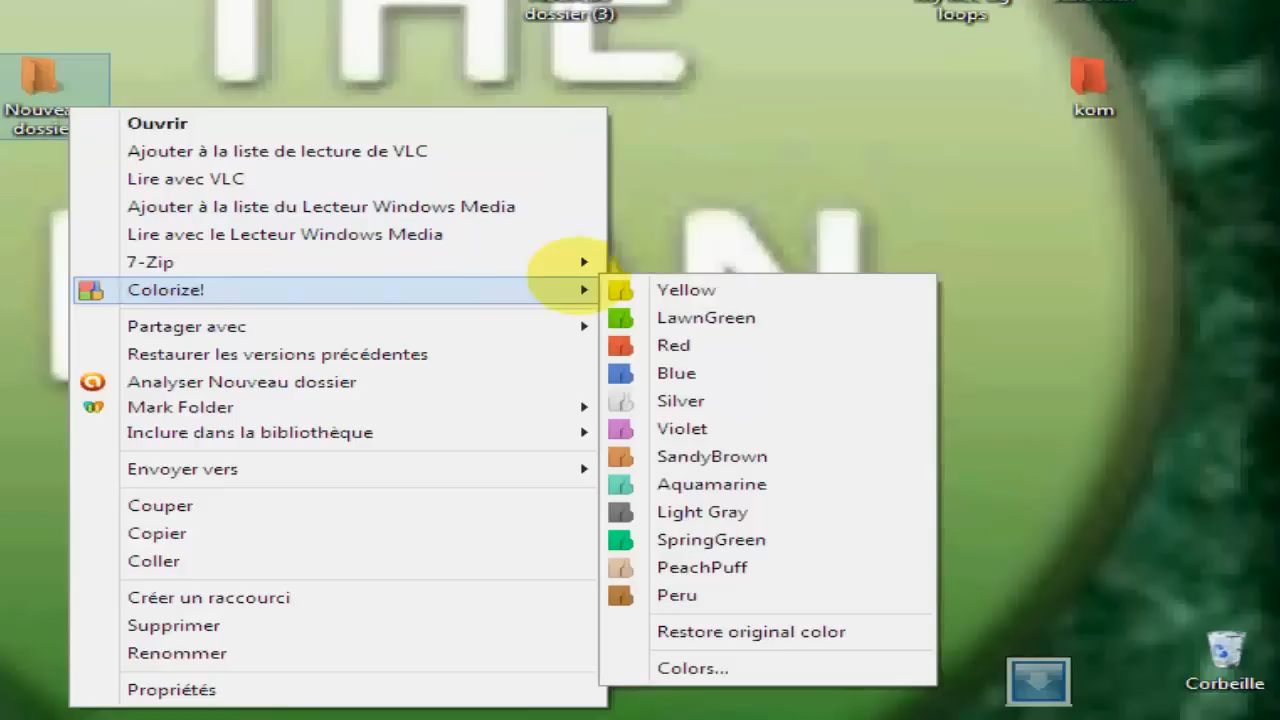 dossier (3)
loops
THE
kom
Ouvrir
Ajouter à la liste de lecture de VLC
Lire avec VLC
Ajouter à la liste du Lecteur Windows Media
Lire avec le Lecteur Windows Media
7-Zip
Colorize!
Partager avec
Restaurer les versions précédentes
Analyser Nouveau dossier
Mark Folder
Inclure dans la bibliothèque
Envoyer vers
Couper
Copier
Coller
Créer un raccourci
Supprimer
Renommer
Propriétés
Yellow
LawnGreen
Red
Blue
Silver
Violet
SandyBrown
Aquamarine
Light Gray
SpringGreen
PeachPuff
Peru
Restore original color
Colors...
Corbeille